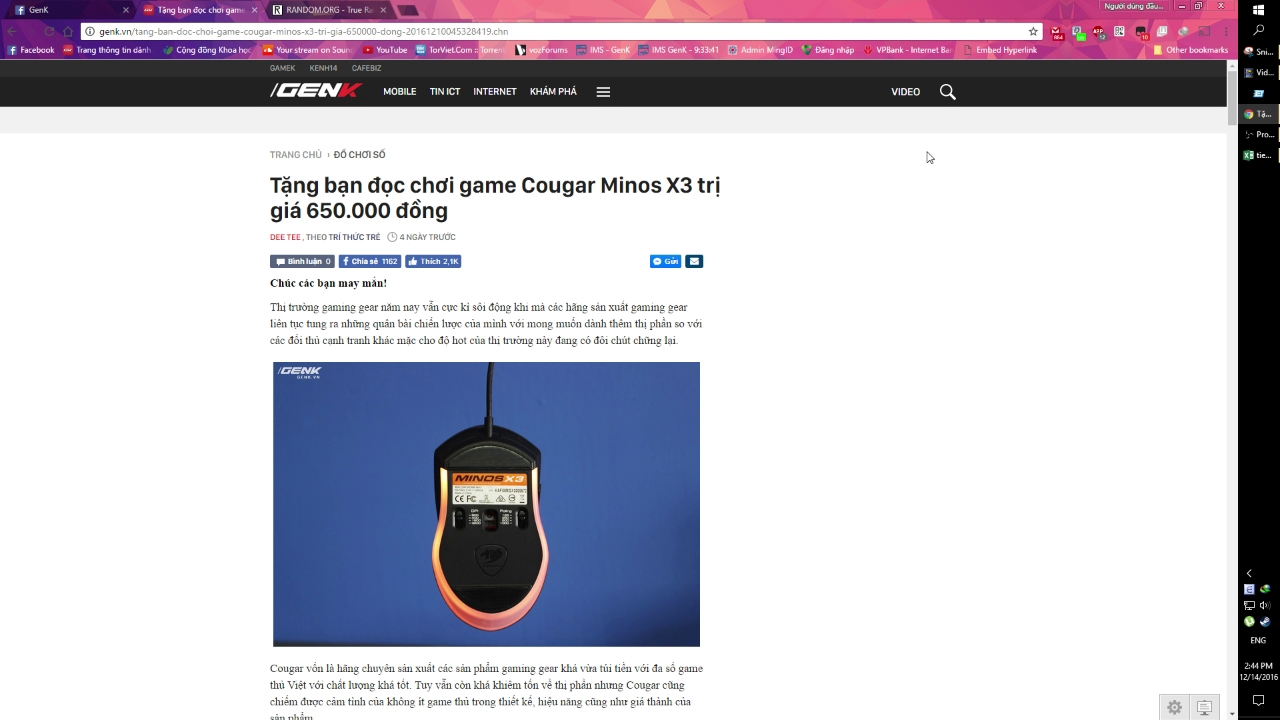 GenK
Tặng bạn đọc chơi game
RANDOM.ORG - True Ra
Người dùng đầu...
genk.vn/tang-ban-doc-choi-game-cougar-minos-x3-tri-gia-650000-dong-20161210045328419.chn
Facebook
Trang thông tin dành
Cộng đồng Khoa học
Your stream on Sound
YouTube
TorViet.Com :: Torrent
vozForums
IMS - GenK
IMS GenK - 9:33:41
Admin MingID
Đăng nhập
VPBank - Internet Ban
Embed Hyperlink
Other bookmarks
GAMEK KENH14 CAFEBIZ
GENK
MOBILE TIN ICT INTERNET KHÁM PHÁ
VIDEO
TRANG CHỦ › ĐỒ CHƠI SỐ
Tặng bạn đọc chơi game Cougar Minos X3 trị
giá 650.000 đồng
DEE TEE , THEO TRÍ THỨC TRẺ 4 NGÀY TRƯỚC
Bình luận 0
Chia sẻ 1162
Thích 2,1K
Gửi
Chúc các bạn may mắn!
Thị trường gaming gear năm nay vẫn cực kì sôi động khi mà các hãng sản xuất gaming gear
liên tục tung ra những quân bài chiến lược của mình với mong muốn dành thêm thị phần so với
các đối thủ cạnh tranh khác mặc cho độ hot của thị trường này đang có đôi chút chững lại.
GENK
GENK.VN
MINOS X3
DPI
Polling
Cougar vốn là hãng chuyên sản xuất các sản phẩm gaming gear khá vừa túi tiền với đa số game
thủ Việt với chất lượng khá tốt. Tuy vẫn còn khá khiêm tốn về thị phần nhưng Cougar cũng
chiếm được cảm tình của không ít game thủ trong thiết kế, hiệu năng cũng như giá thành của
sản phẩm.
Sni...
Vid...
Tặ...
Pro...
tie...
ENG
2:44 PM
12/14/2016